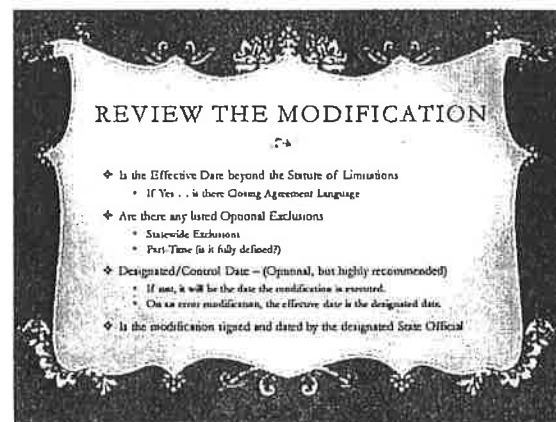 REVIEW THE MODIFICATION
❖ Is the Effective Date beyond the Statute of Limitations
• If Yes . . is there Closing Agreement Language
❖ Are there any listed Optional Exclusions
• Statewide Exclusions
• Part-Time (is it fully defined?)
❖ Designated/Control Date – (Optional, but highly recommended)
• If not, it will be the date the modification is executed.
• On an error modification, the effective date is the designated date.
❖ Is the modification signed and dated by the designated State Official